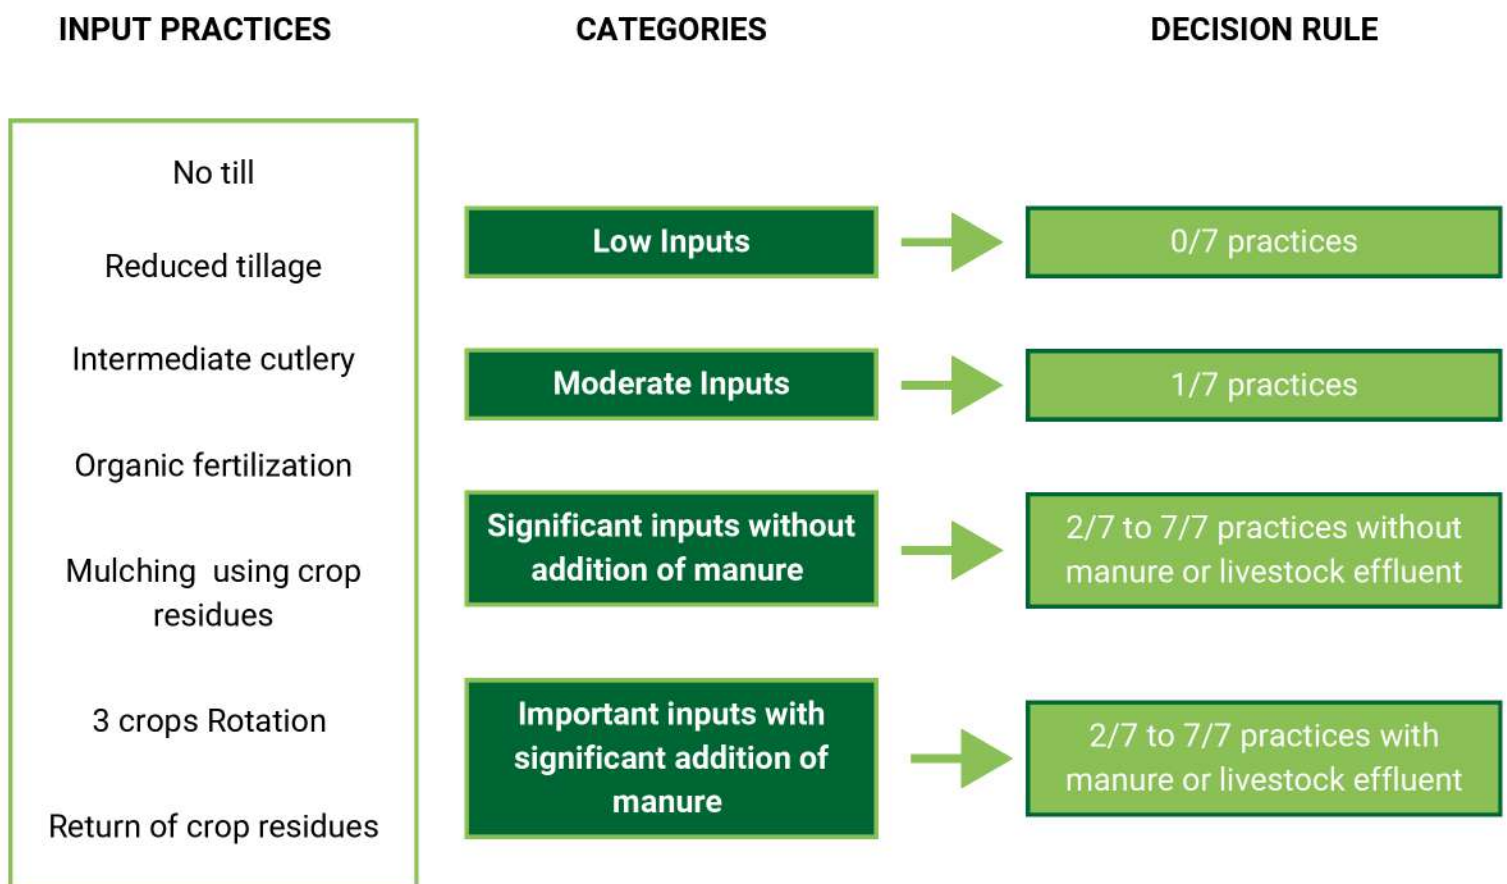 INPUT PRACTICES
CATEGORIES
DECISION RULE
No till
Reduced tillage
Intermediate cutlery
Organic fertilization
Mulching using crop
residues
3 crops Rotation
Return of crop residues
Low Inputs
0/7 practices
Moderate Inputs
1/7 practices
Significant inputs without
addition of manure
2/7 to 7/7 practices without
manure or livestock effluent
Important inputs with
significant addition of
manure
2/7 to 7/7 practices with
manure or livestock effluent